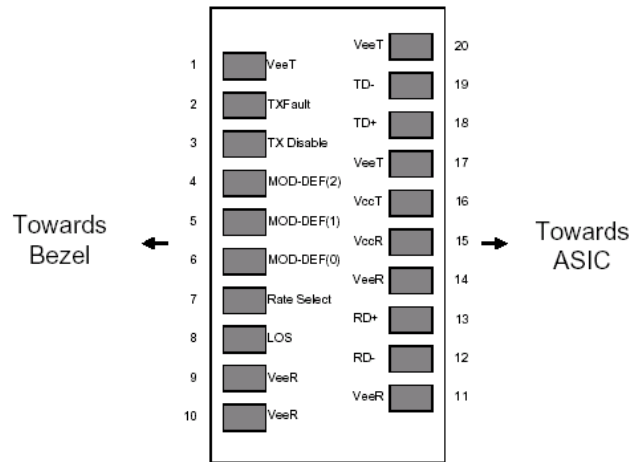 VeeT 20
1 VeeT
TD- 19
2 TXFault
TD+ 18
3 TX Disable
VeeT 17
4 MOD-DEF(2)
VccT 16
5 MOD-DEF(1)
Towards
Bezel
VccR 15
Towards
ASIC
6 MOD-DEF(0)
VeeR 14
7 Rate Select
RD+ 13
8 LOS
RD- 12
9 VeeR
VeeR 11
10 VeeR